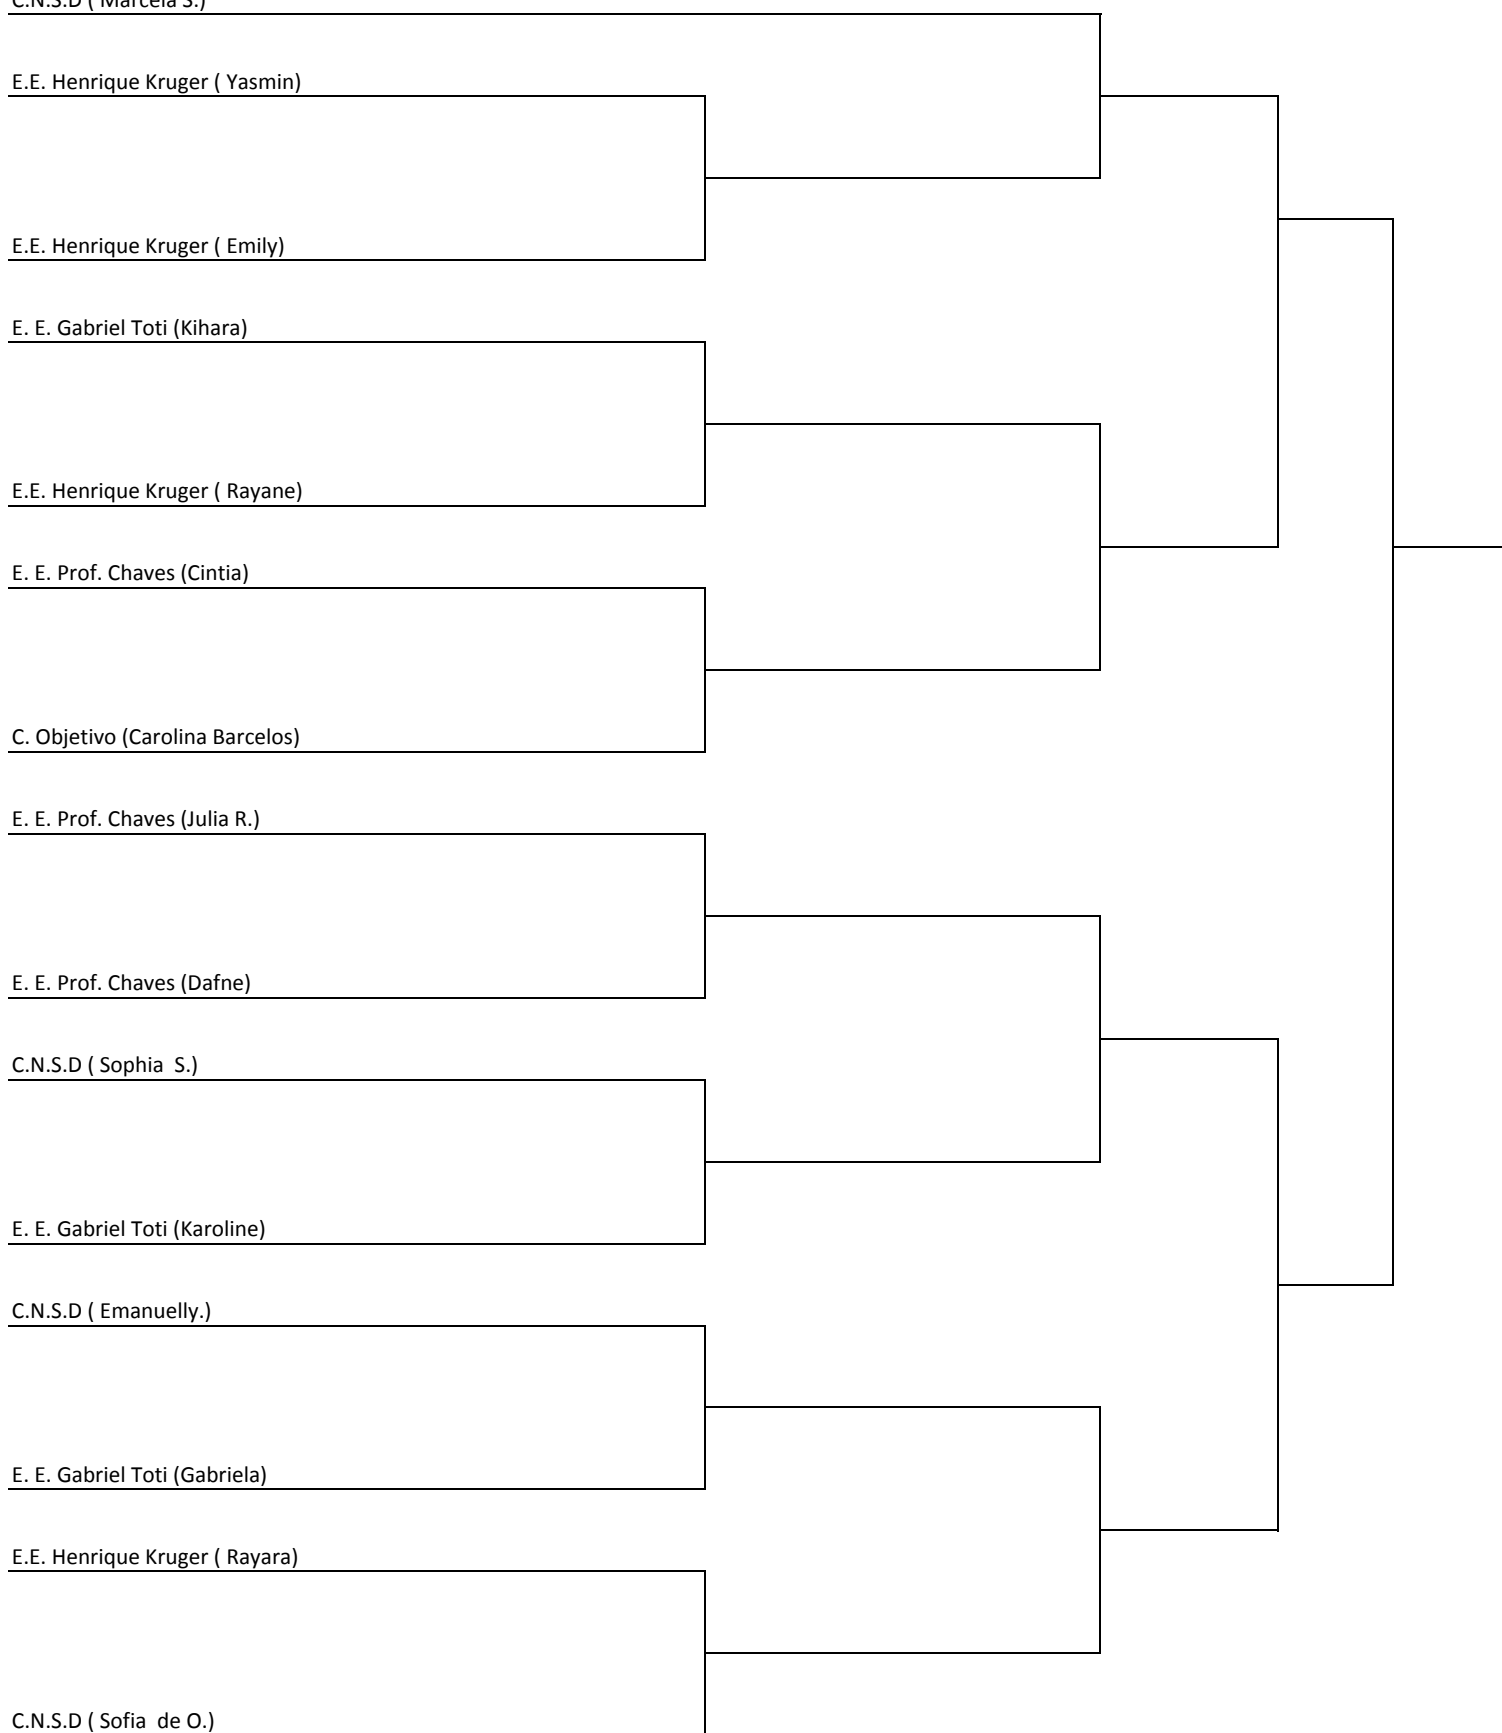 C.N.S.D ( Marcela S.)
E.E. Henrique Kruger ( Yasmin)
E.E. Henrique Kruger ( Emily)
E. E. Gabriel Toti (Kihara)
E.E. Henrique Kruger ( Rayane)
E. E. Prof. Chaves (Cintia)
C. Objetivo (Carolina Barcelos)
E. E. Prof. Chaves (Julia R.)
E. E. Prof. Chaves (Dafne)
C.N.S.D ( Sophia  S.)
E. E. Gabriel Toti (Karoline)
C.N.S.D ( Emanuelly.)
E. E. Gabriel Toti (Gabriela)
E.E. Henrique Kruger ( Rayara)
C.N.S.D ( Sofia  de O.)